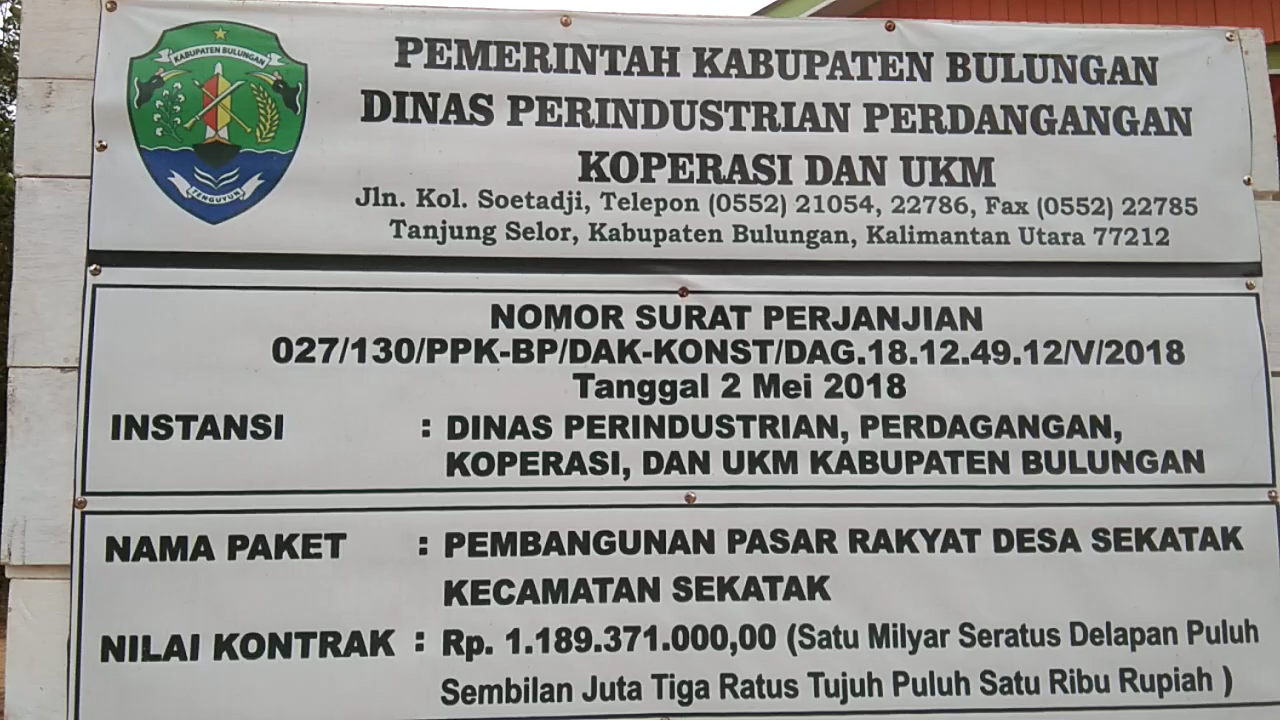 KABUPATEN BULUNGAN
TENGUYUN
PEMERINTAH KABUPATEN BULUNGAN
DINAS PERINDUSTRIAN PERDANGANGAN
KOPERASI DAN UKM
Jln. Kol. Soetadji, Telepon (0552) 21054, 22786, Fax (0552) 22785
Tanjung Selor, Kabupaten Bulungan, Kalimantan Utara 77212
NOMOR SURAT PERJANJIAN
027/130/PPK-BP/DAK-KONST/DAG.18.12.49.12/V/2018
Tanggal 2 Mei 2018
INSTANSI : DINAS PERINDUSTRIAN, PERDAGANGAN,
KOPERASI, DAN UKM KABUPATEN BULUNGAN
NAMA PAKET : PEMBANGUNAN PASAR RAKYAT DESA SEKATAK
KECAMATAN SEKATAK
NILAI KONTRAK : Rp. 1.189.371.000,00 (Satu Milyar Seratus Delapan Puluh
Sembilan Juta Tiga Ratus Tujuh Puluh Satu Ribu Rupiah )